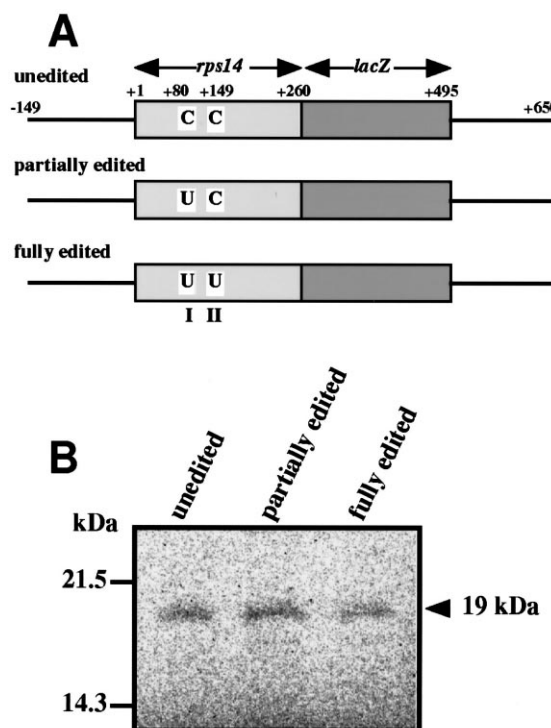 A
rps14 lacZ
unedited
-149 +1 +80 +149 +260 +495 +650
C C
partially edited
U C
fully edited
U U
I II
B
unedited partially edited fully edited
kDa
21.5
19 kDa
14.3